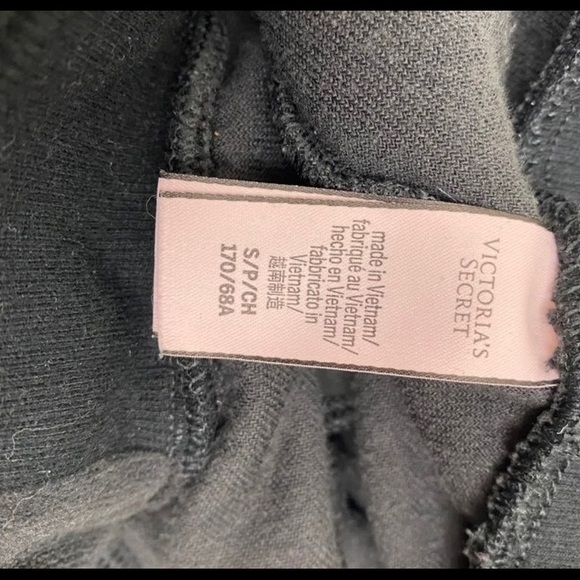 VICTORIA'S
SECRET
made in Vietnam/
fabriqué au Vietnam/
hecho en Vietnam/
fabbricato in
Vietnam/
越南制造
S/P/CH
170/68A